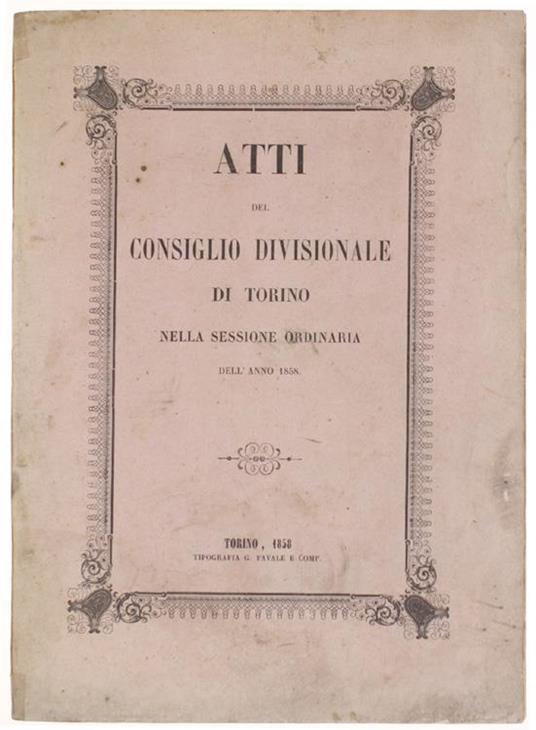 ATTI
DEL
CONSIGLIO DIVISIONALE
DI TORINO
NELLA SESSIONE ORDINARIA
DELL' ANNO 1858.
TORINO, 1858
TIPOGRAFIA G. FAVALE E COMP.